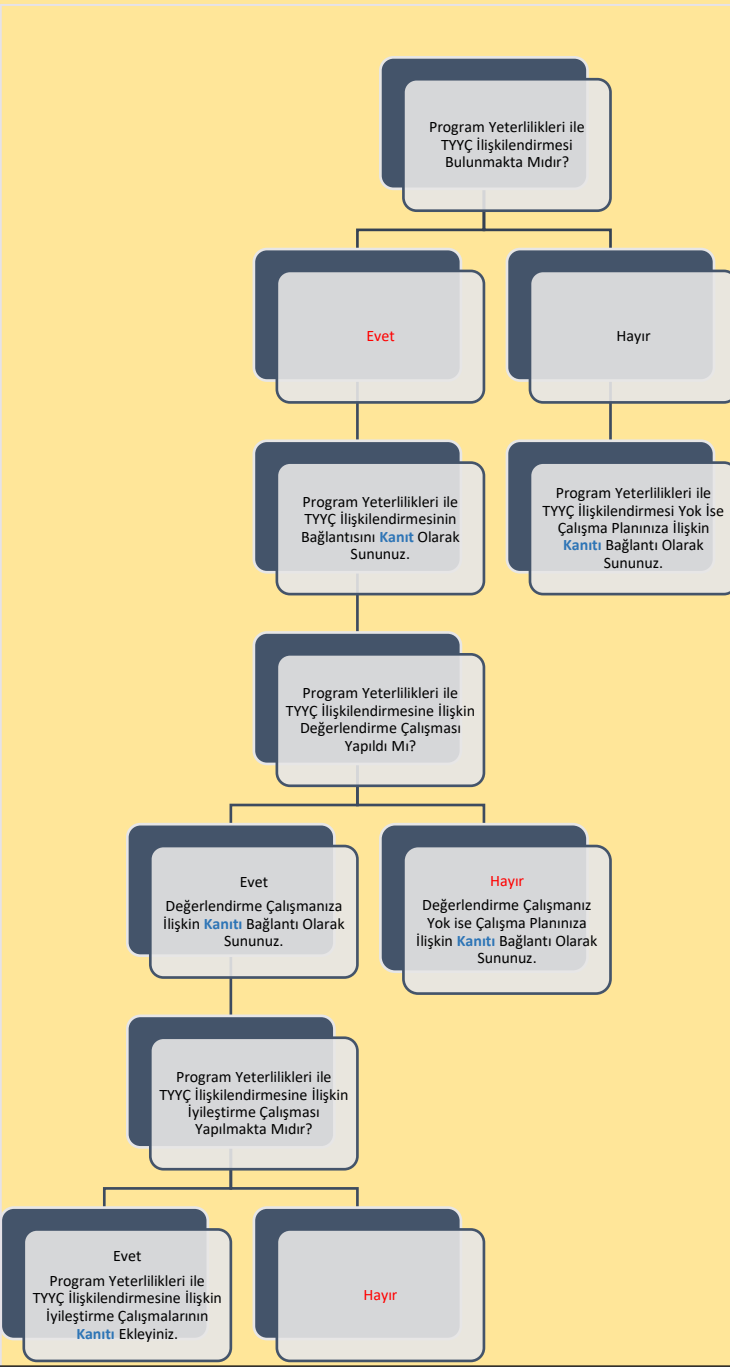 Program Yeterlilikleri ile
TYYÇ İlişkilendirmesi
Bulunmakta Mıdır?
Evet
Hayır
Program Yeterlilikleri ile
TYYÇ İlişkilendirmesinin
Bağlantısını Kanıt Olarak
Sununuz.
Program Yeterlilikleri ile
TYYÇ İlişkilendirmesi Yok İse
Çalışma Planınıza İlişkin
Kanıtı Bağlantı Olarak
Sununuz.
Program Yeterlilikleri ile
TYYÇ İlişkilendirmesine İlişkin
Değerlendirme Çalışması
Yapıldı Mı?
Evet
Değerlendirme Çalışmanıza
İlişkin Kanıtı Bağlantı Olarak
Sununuz.
Hayır
Değerlendirme Çalışmanız
Yok ise Çalışma Planınıza
İlişkin Kanıtı Bağlantı Olarak
Sununuz.
Program Yeterlilikleri ile
TYYÇ İlişkilendirmesine İlişkin
İyileştirme Çalışması
Yapılmakta Mıdır?
Evet
Program Yeterlilikleri ile
TYYÇ İlişkilendirmesine İlişkin
İyileştirme Çalışmalarının
Kanıtı Ekleyiniz.
Hayır